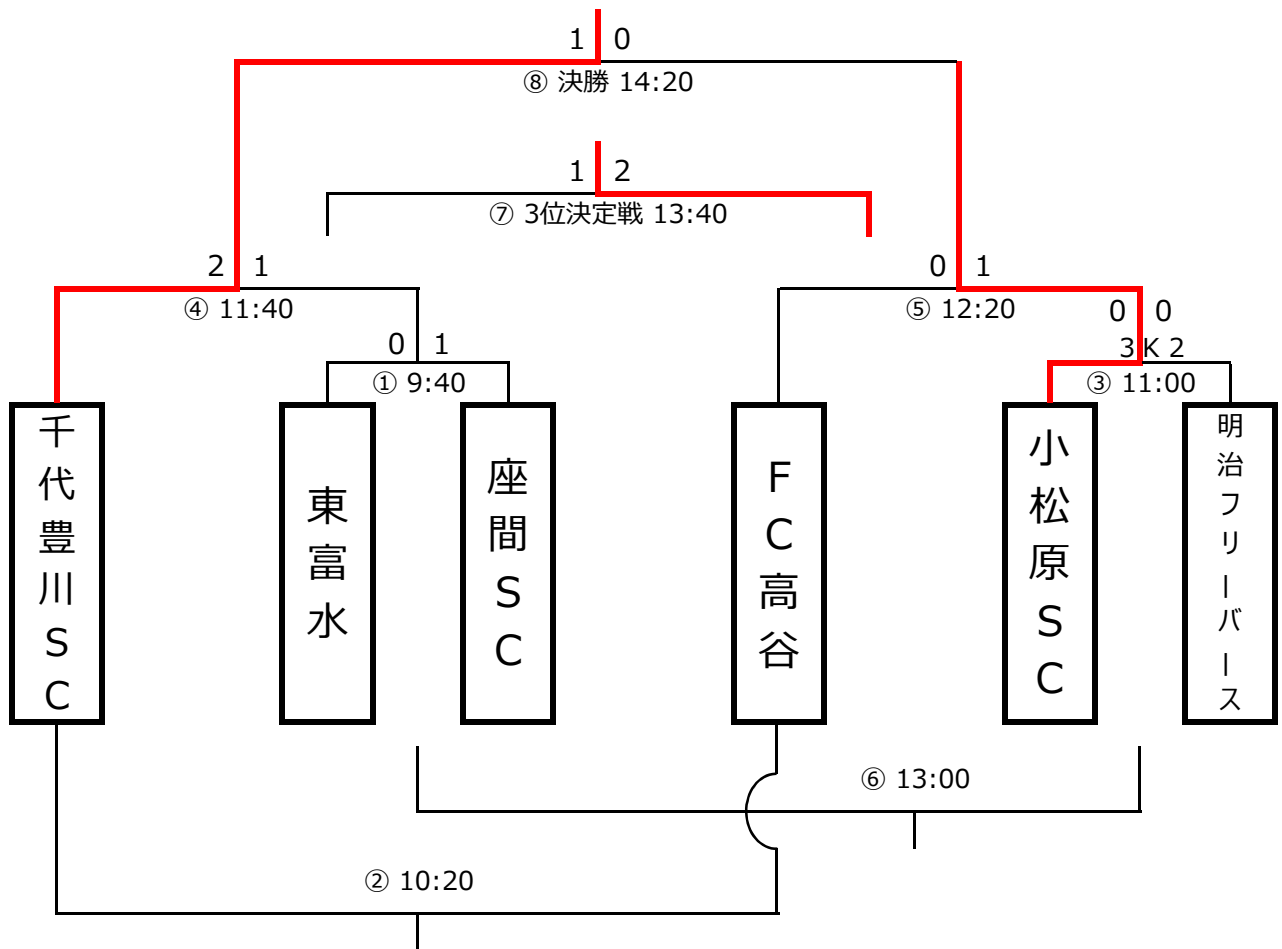 1 0
⑧ 決勝 14:20
1 2
⑦ 3位決定戦 13:40
2 1
④ 11:40
0 1
⑤ 12:20
0 1
① 9:40
0 0
3 K 2
③ 11:00
千代豊川SC
東富水
座間SC
FC高谷
小松原SC
明治フリーバース
⑥ 13:00
② 10:20